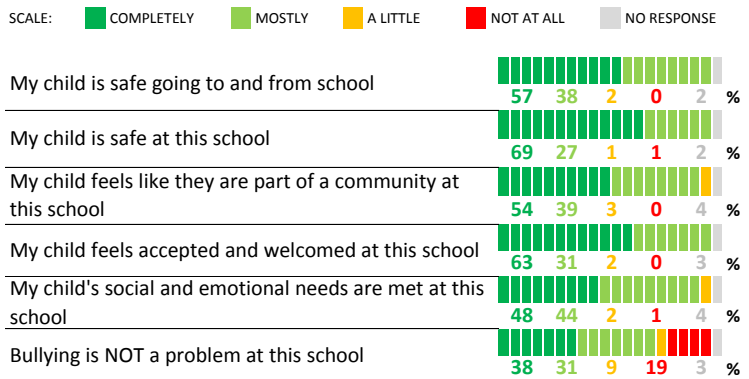 SCALE: COMPLETELY MOSTLY A LITTLE NOT AT ALL NO RESPONSE
My child is safe going to and from school
57 38 2 0 2 %
My child is safe at this school
69 27 1 1 2 %
My child feels like they are part of a community at
this school
54 39 3 0 4 %
My child feels accepted and welcomed at this school
63 31 2 0 3 %
My child's social and emotional needs are met at this
school
48 44 2 1 4 %
Bullying is NOT a problem at this school
38 31 9 19 3 %